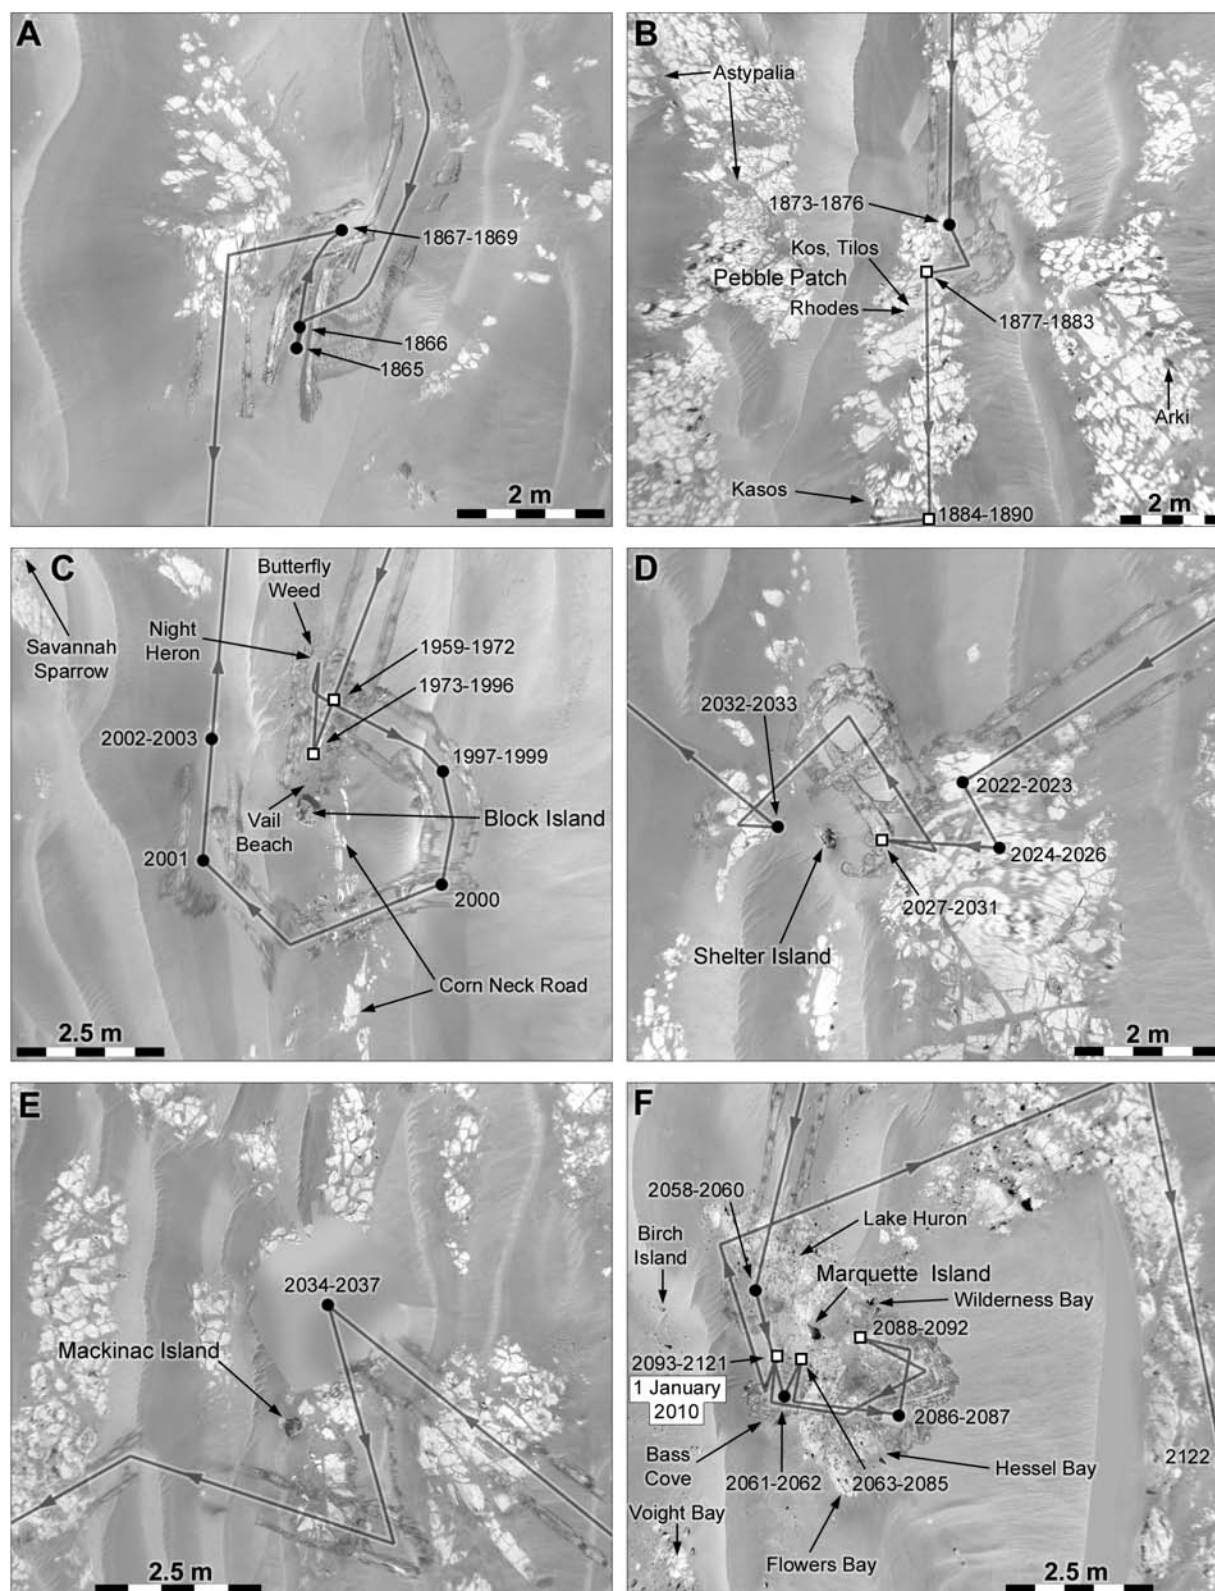 A
1867-1869
1866
1865
2 m
B
Astypalia
1873-1876
Kos, Tilos
Pebble Patch
Rhodes
1877-1883
Arki
Kasos
1884-1890
2 m
C
Butterfly
Weed
Night
Heron
Savannah
Sparrow
1959-1972
1973-1996
2002-2003
1997-1999
Vail
Beach
Block Island
2001
2000
Corn Neck Road
2.5 m
D
2032-2033
2022-2023
2024-2026
2027-2031
Shelter Island
2 m
E
2034-2037
Mackinac Island
2.5 m
F
2058-2060
Lake Huron
Birch
Island
Marquette Island
Wilderness Bay
2088-2092
2093-2121
1 January
2010
2086-2087
Bass
Cove
2061-2062
2063-2085
Hessel Bay
2122
Voight Bay
Flowers Bay
2.5 m